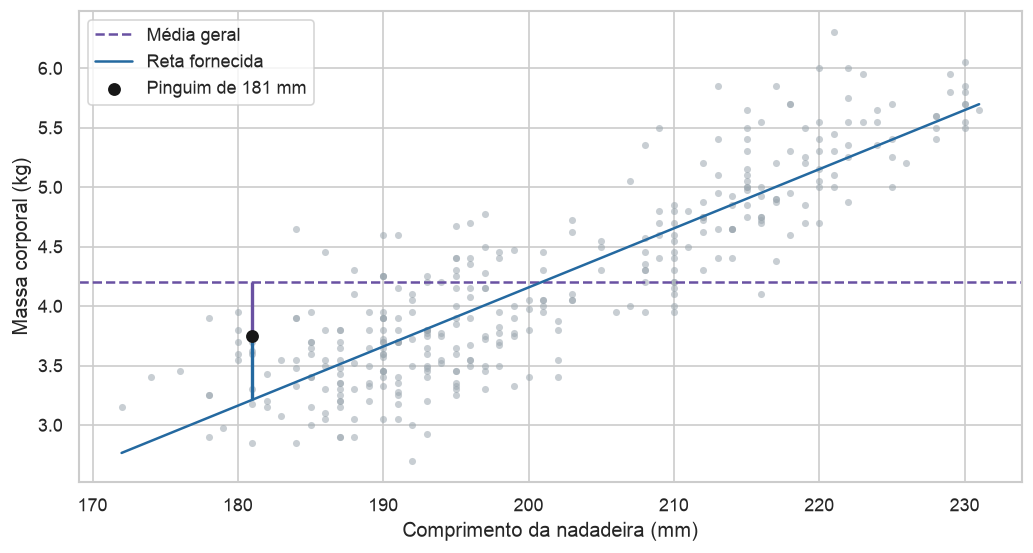 Média geral
Reta fornecida
Pinguim de 181 mm
Massa corporal (kg)
6.0
5.5
5.0
4.5
4.0
3.5
3.0
170 180 190 200 210 220 230
Comprimento da nadadeira (mm)